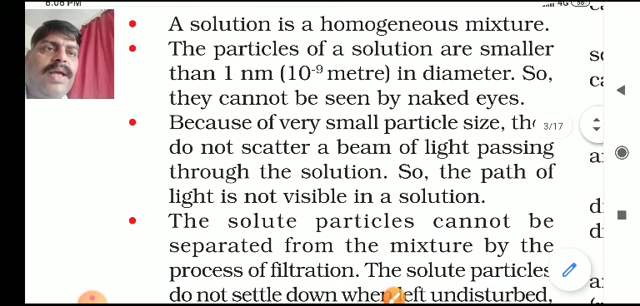 A solution is a homogeneous mixture.
The particles of a solution are smaller
than 1 nm (10⁻⁹ metre) in diameter. So,
they cannot be seen by naked eyes.
Because of very small particle size,
3/17
do not scatter a beam of light passing
through the solution. So, the path of
light is not visible in a solution.
The solute particles cannot be
separated from the mixture by the
process of filtration. The solute particles
do not settle down when left undisturbed,